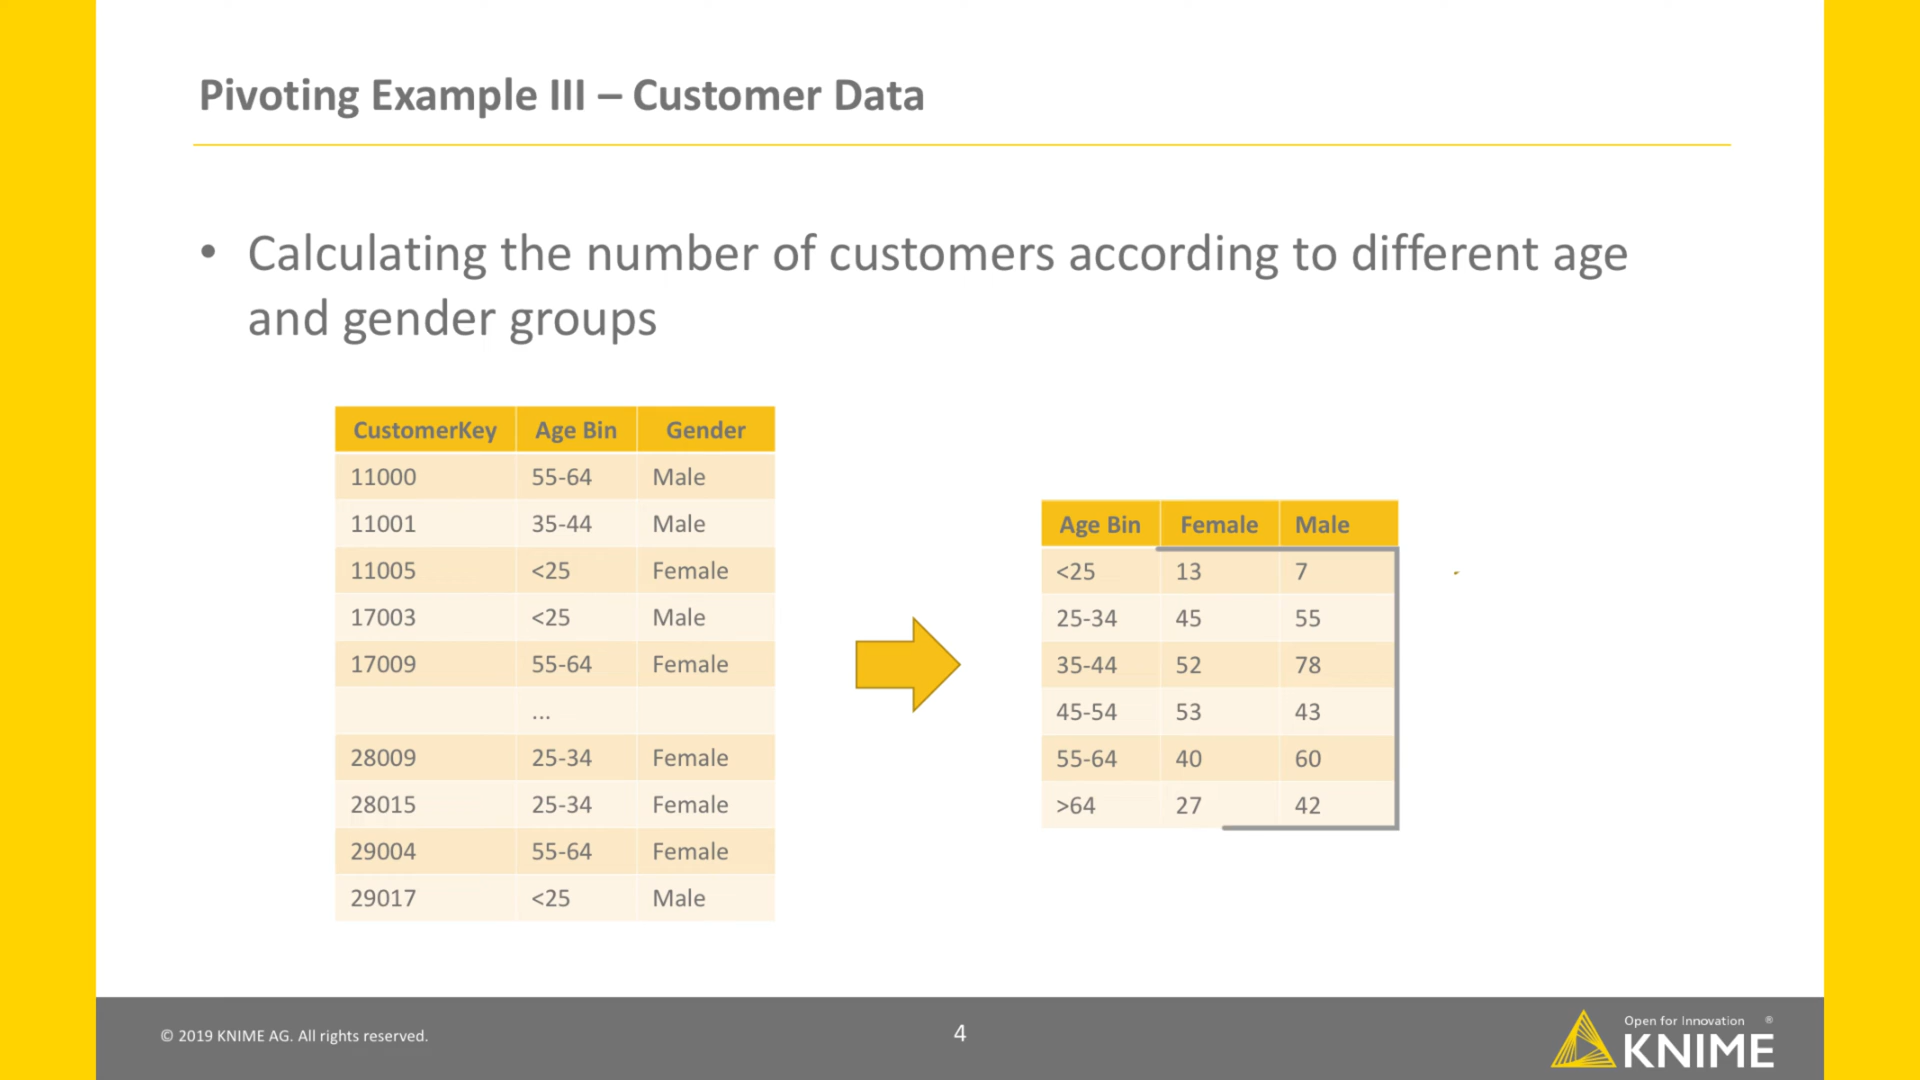 Pivoting Example III – Customer Data
• Calculating the number of customers according to different age
and gender groups
CustomerKey Age Bin Gender
11000 55-64 Male
11001 35-44 Male
11005 <25 Female
17003 <25 Male
17009 55-64 Female
...
28009 25-34 Female
28015 25-34 Female
29004 55-64 Female
29017 <25 Male
Age Bin Female Male
<25 13 7
25-34 45 55
35-44 52 78
45-54 53 43
55-64 40 60
>64 27 42
© 2019 KNIME AG. All rights reserved.
4
Open for Innovation ®
KNIME